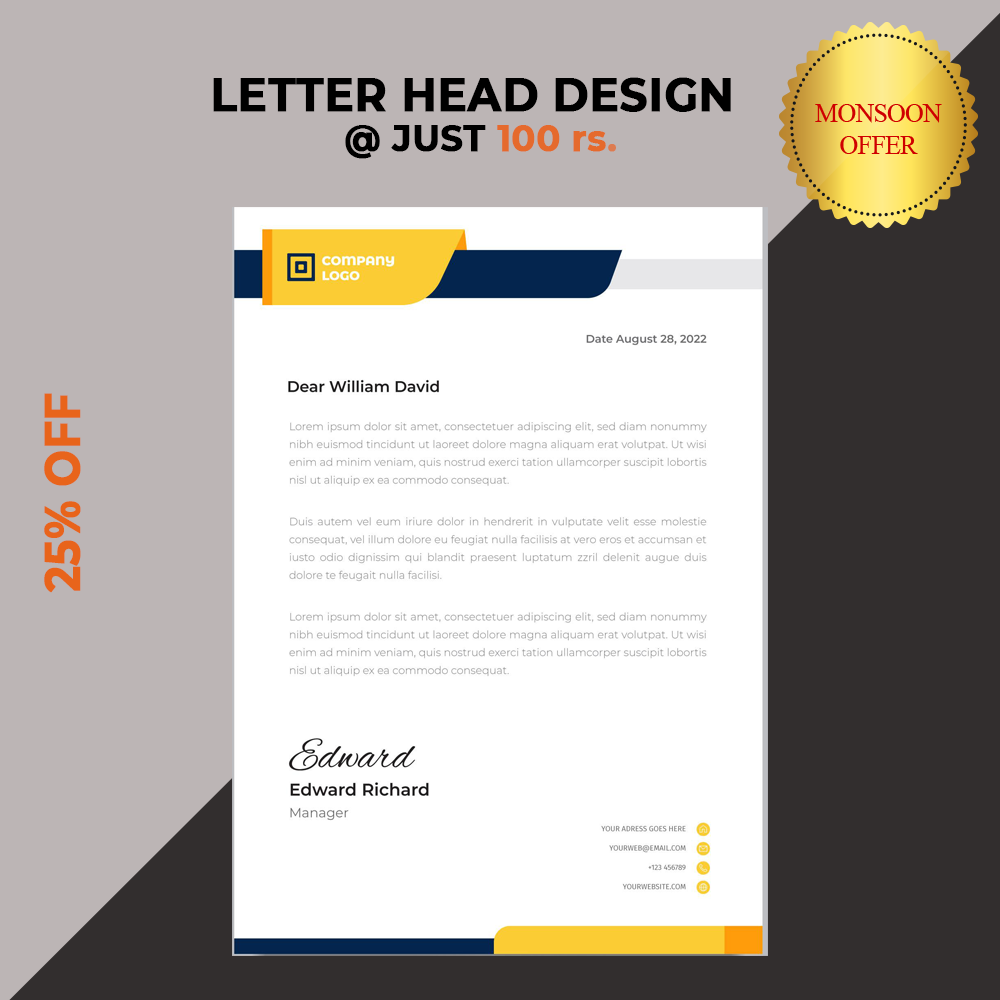 LETTER HEAD DESIGN
@ JUST 100 rs.
MONSOON
OFFER
COMPANY
LOGO
Date August 28, 2022
Dear William David
25% OFF
Lorem ipsum dolor sit amet, consectetuer adipiscing elit, sed diam nonummy
nibh euismod tincidunt ut laoreet dolore magna aliquam erat volutpat. Ut wisi
enim ad minim veniam, quis nostrud exerci tation ullamcorper suscipit lobortis
nisl ut aliquip ex ea commodo consequat.
Duis autem vel eum iriure dolor in hendrerit in vulputate velit esse molestie
consequat, vel illum dolore eu feugiat nulla facilisis at vero eros et accumsan et
iusto odio dignissim qui blandit praesent luptatum zzril delenit augue duis
dolore te feugait nulla facilisi.
Lorem ipsum dolor sit amet, consectetuer adipiscing elit, sed diam nonummy
nibh euismod tincidunt ut laoreet dolore magna aliquam erat volutpat. Ut wisi
enim ad minim veniam, quis nostrud exerci tation ullamcorper suscipit lobortis
nisl ut aliquip ex ea commodo consequat.
Edward
Edward Richard
Manager
YOUR ADRESS GOES HERE
YOURWEB@EMAIL.COM
+123 456789
YOURWEBSITE.COM